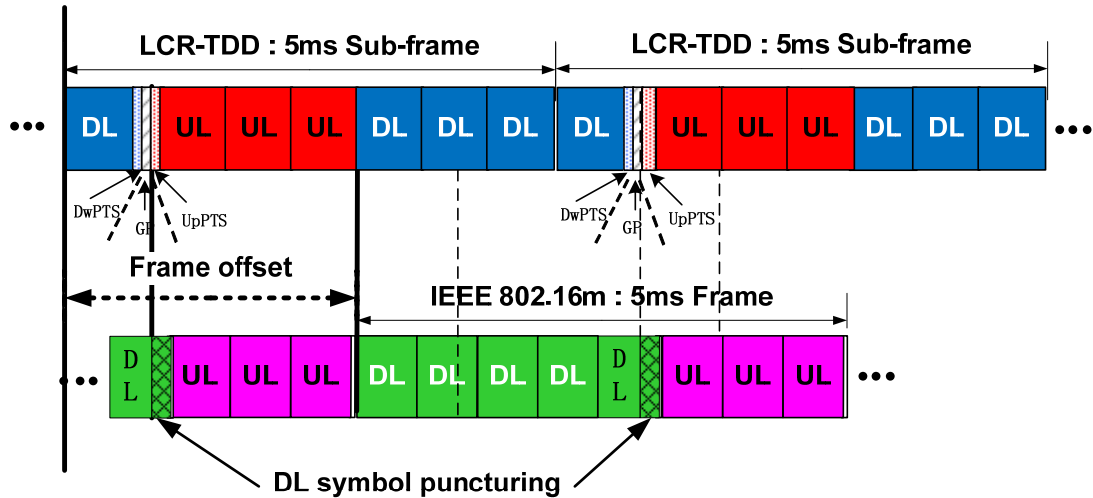 LCR-TDD : 5ms Sub-frame LCR-TDD : 5ms Sub-frame
... DL UL UL UL DL DL DL DL UL UL UL DL DL DL ...
DwPTS GP UpPTS DwPTS GP UpPTS
Frame offset
IEEE 802.16m : 5ms Frame
... DL UL UL UL DL DL DL DL DL UL UL UL ...
DL symbol puncturing